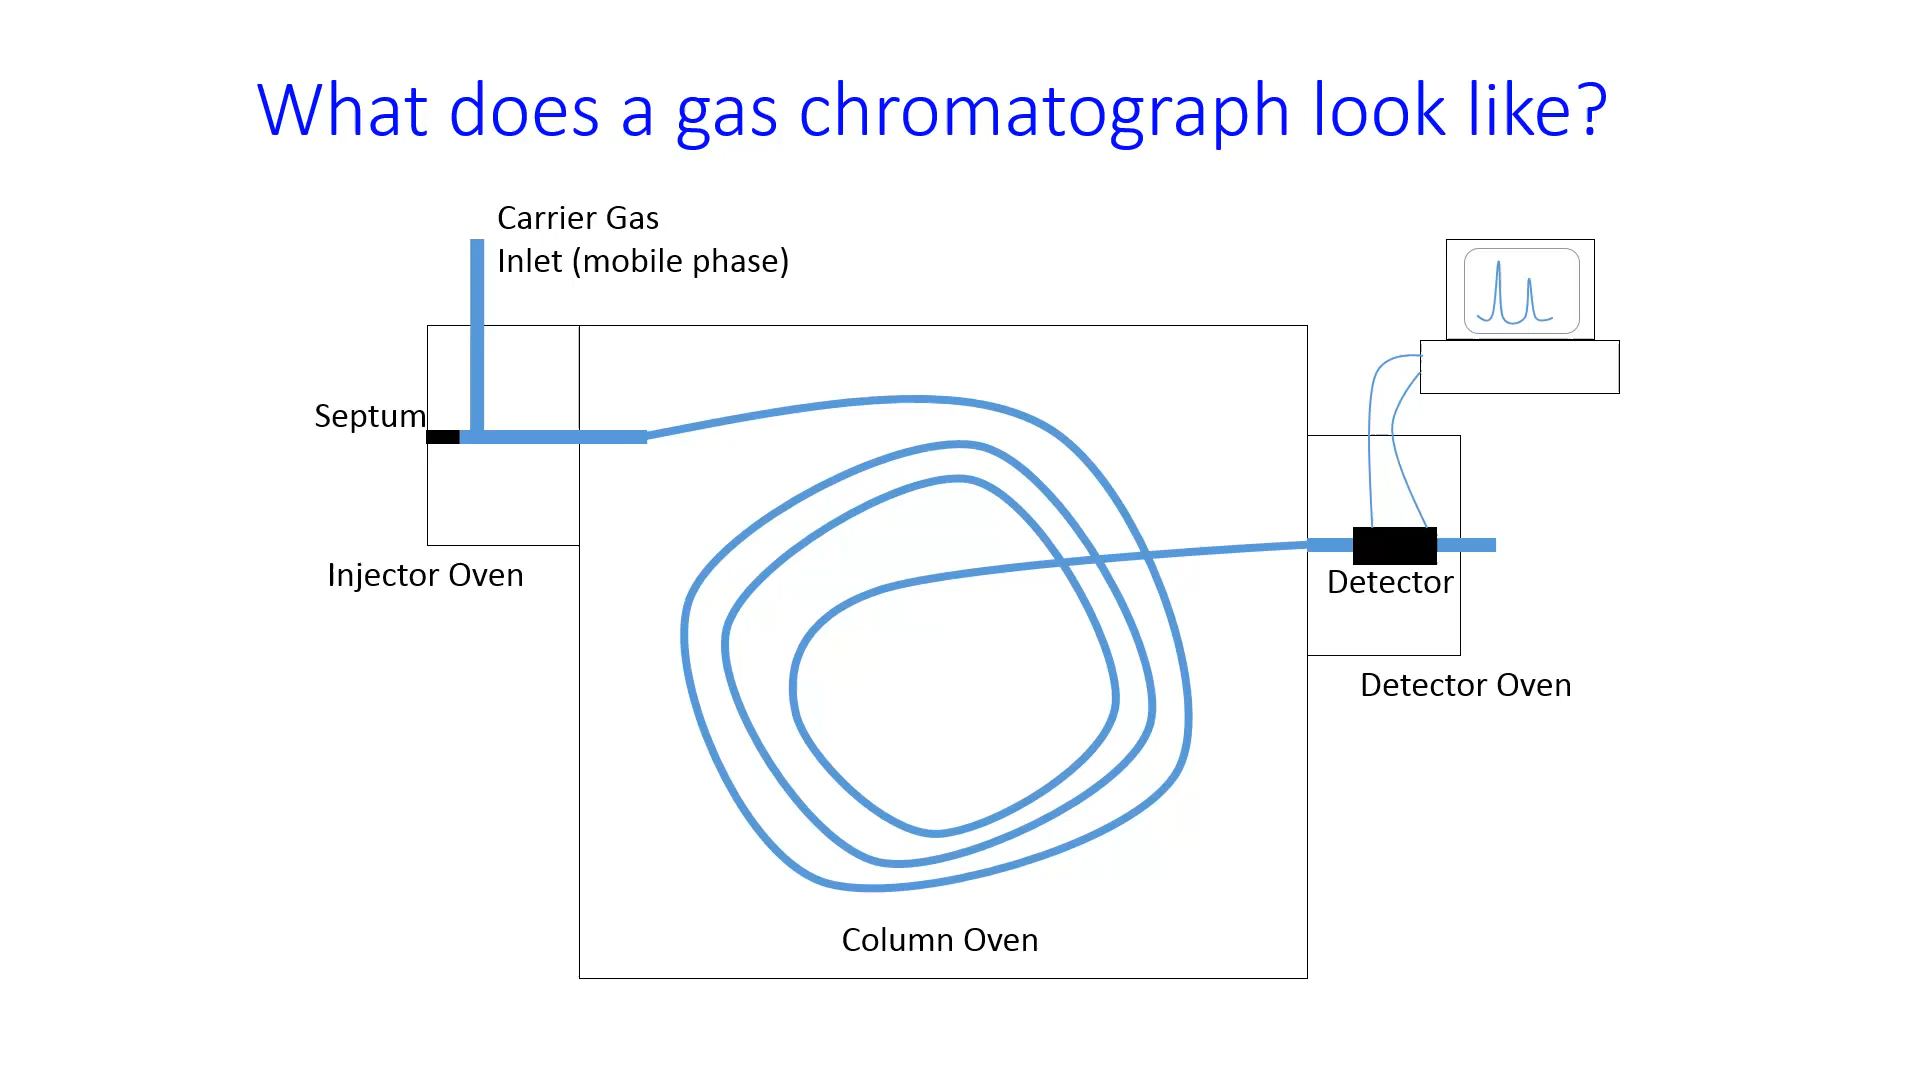 What does a gas chromatograph look like?
Carrier Gas
Inlet (mobile phase)
Septum
Injector Oven
Detector
Detector Oven
Column Oven